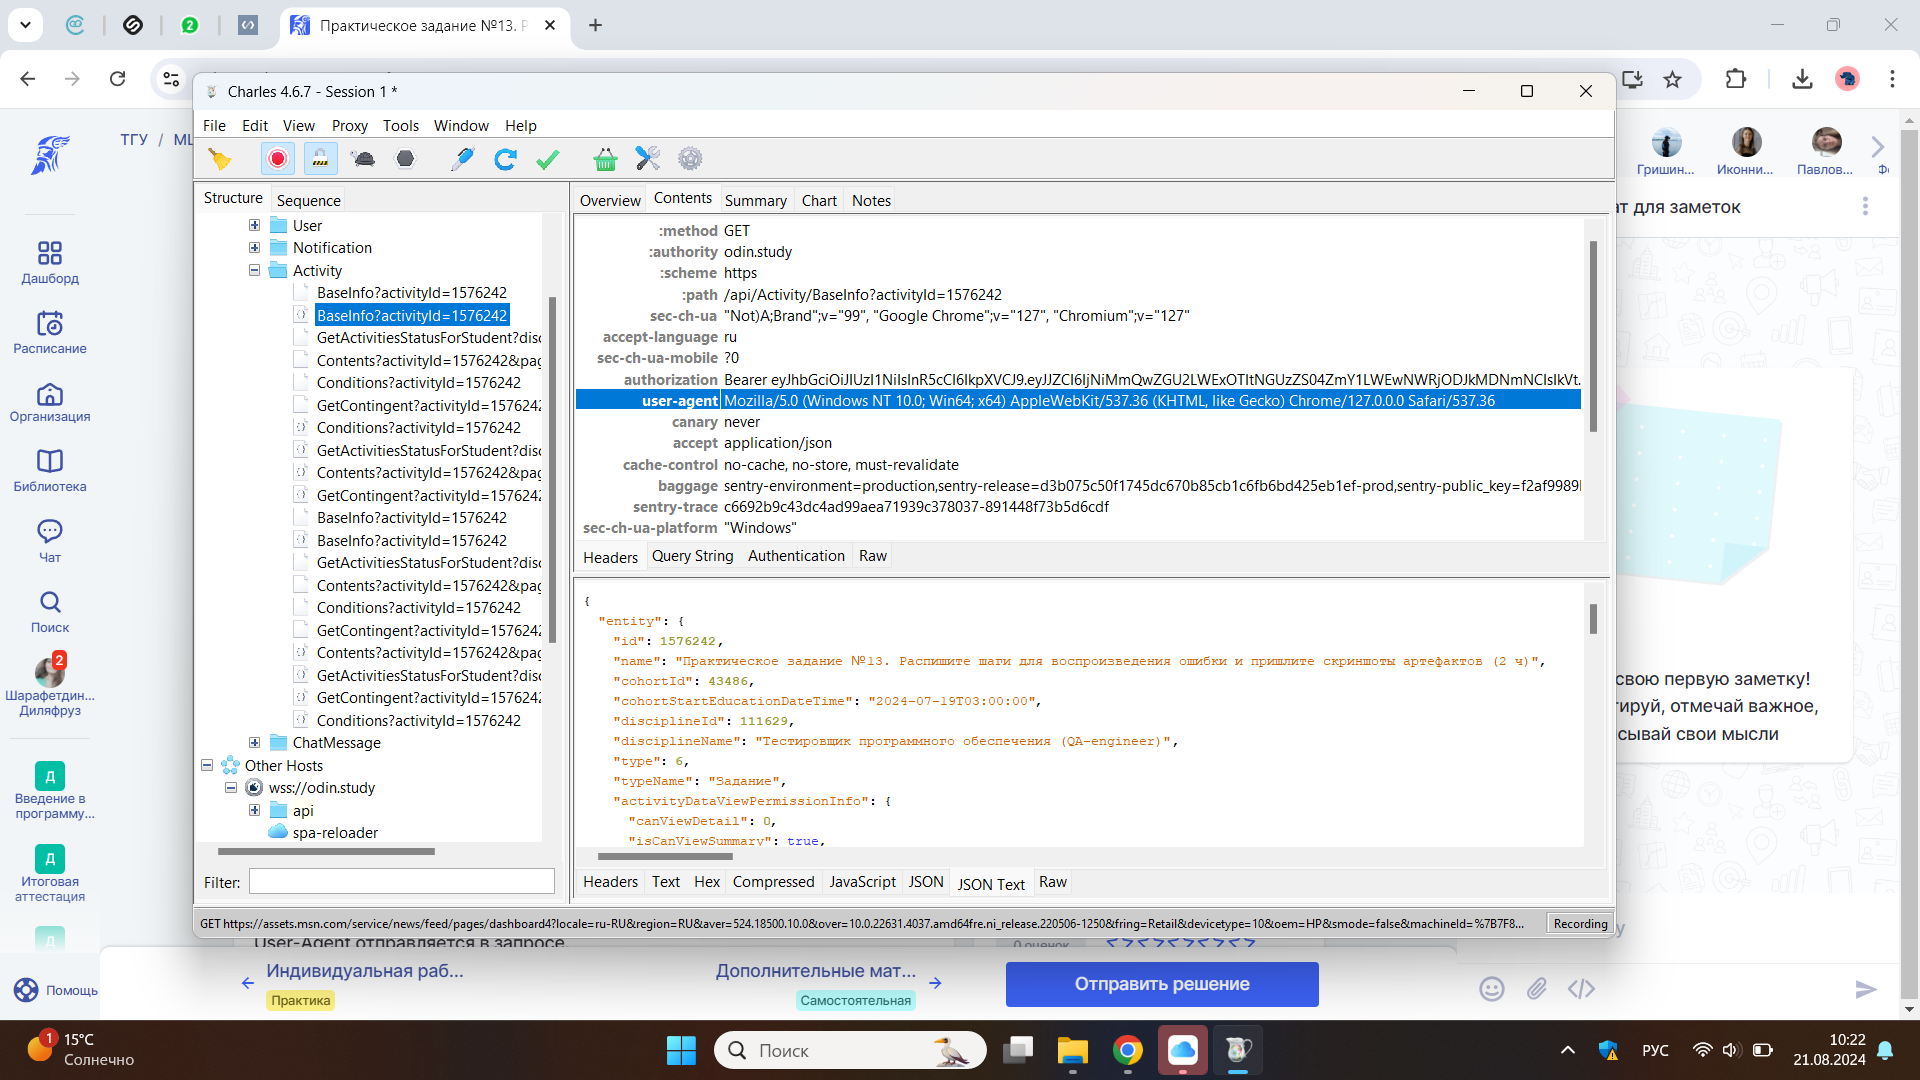 Практическое задание №13. Р
Charles 4.6.7 - Session 1 *
File Edit View Proxy Tools Window Help
ТГУ /
Structure Sequence
User
Notification
Activity
BaseInfo?activityId=1576242
BaseInfo?activityId=1576242
GetActivitiesStatusForStudent?disc
Contents?activityId=1576242&pag
Conditions?activityId=1576242
GetContingent?activityId=1576242
Conditions?activityId=1576242
GetActivitiesStatusForStudent?disc
Contents?activityId=1576242&pag
GetContingent?activityId=1576242
BaseInfo?activityId=1576242
BaseInfo?activityId=1576242
GetActivitiesStatusForStudent?disc
Contents?activityId=1576242&pag
Conditions?activityId=1576242
GetContingent?activityId=1576242
Contents?activityId=1576242&pag
GetActivitiesStatusForStudent?disc
GetContingent?activityId=1576242
Conditions?activityId=1576242
ChatMessage
Other Hosts
wss://odin.study
api
spa-reloader
Filter:
Overview Contents Summary Chart Notes
:method GET
:authority odin.study
:scheme https
:path /api/Activity/BaseInfo?activityId=1576242
sec-ch-ua "Not)A;Brand";v="99", "Google Chrome";v="127", "Chromium";v="127"
accept-language ru
sec-ch-ua-mobile ?0
authorization Bearer eyJhbGciOiJIUzI1NiIsInR5cCI6IkpXVCJ9.eyJJZCI6IjNiMmQwZGU2LWExOTItNGUzZS04ZmY1LWEwNWRjODJkMDNmNCIsIkVt.
user-agent Mozilla/5.0 (Windows NT 10.0; Win64; x64) AppleWebKit/537.36 (KHTML, like Gecko) Chrome/127.0.0.0 Safari/537.36
canary never
accept application/json
cache-control no-cache, no-store, must-revalidate
baggage sentry-environment=production,sentry-release=d3b075c50f1745dc670b85cb1c6fb6bd425eb1ef-prod,sentry-public_key=f2af9989
sentry-trace c6692b9c43dc4ad99aea71939c378037-891448f73b5d6cdf
sec-ch-ua-platform "Windows"
Headers Query String Authentication Raw
{
"entity": {
"id": 1576242,
"name": "Практическое задание №13. Распишите шаги для воспроизведения ошибки и пришлите скриншоты артефактов (2 ч)",
"cohortId": 43486,
"cohortStartEducationDateTime": "2024-07-19T03:00:00",
"disciplineId": 111629,
"disciplineName": "Тестировщик программного обеспечения (QA-engineer)",
"type": 6,
"typeName": "Задание",
"activityDataViewPermissionInfo": {
"canViewDetail": 0,
"isCanViewSummary": true,
Headers Text Hex Compressed JavaScript JSON JSON Text Raw
GET https://assets.msn.com/service/news/feed/pages/dashboard4?locale=ru-RU&region=RU&aver=524.18500.10.0&over=10.0.22631.4037.amd64fre.ni_release.220506-1250&fring=Retail&devicetype=10&oem=HP&smode=false&machineId=%7B7F8...
Recording
Дашборд
Расписание
Организация
Библиотека
Чат
Поиск
2
Шарафетдин...
Диляфруз
Д
Введение в
программу...
Д
Итоговая
аттестация
Д
Помощь
Гришин... Иконни... Павлов...
ат для заметок
свою первую заметку!
тируй, отмечай важное,
сывай свои мысли
User-Agent отправляется в запросе
0 оценок
Индивидуальная раб...
Практика
Дополнительные мат...
Самостоятельная
Отправить решение
1
15°C
Солнечно
Поиск
РУС
10:22
21.08.2024